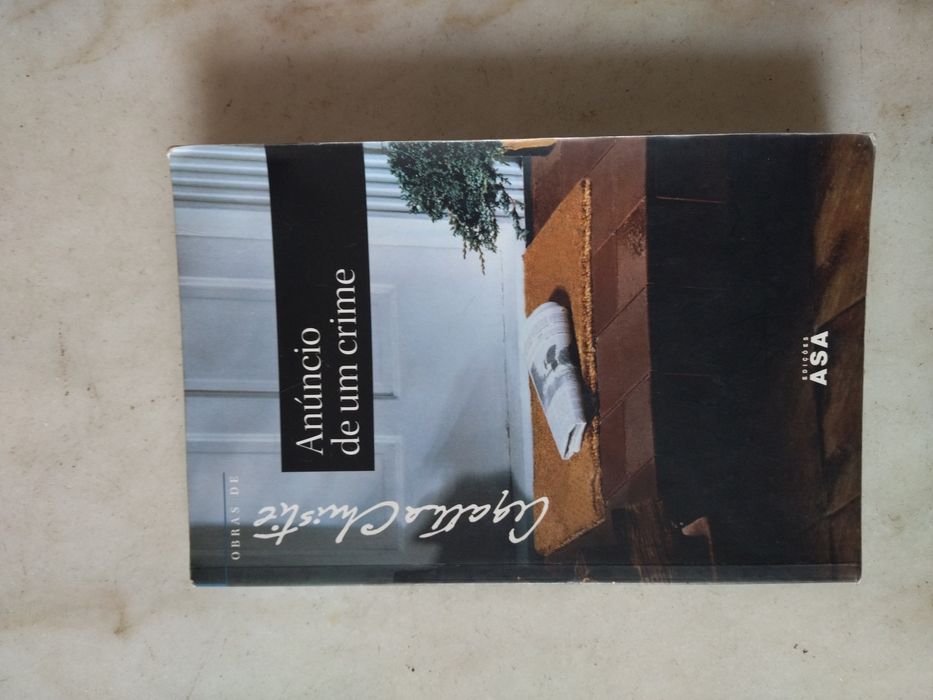 OBRAS DE
Agatha Christie
Anúncio
de um crime
EDIÇÕES
ASA